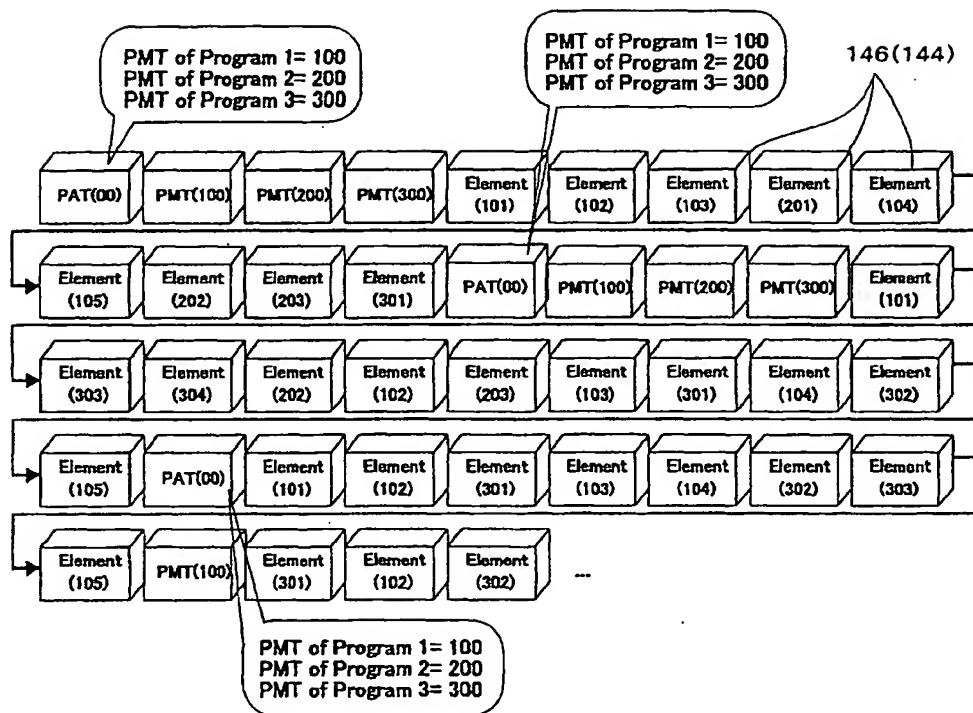 PMT of Program 1= 100
PMT of Program 2= 200
PMT of Program 3= 300
PMT of Program 1= 100
PMT of Program 2= 200
PMT of Program 3= 300
146(144)
PAT(00) PMT(100) PMT(200) PMT(300) Element (101) Element (102) Element (103) Element (201) Element (104)
Element (105) Element (202) Element (203) Element (301) PAT(00) PMT(100) PMT(200) PMT(300) Element (101)
Element (303) Element (304) Element (202) Element (102) Element (203) Element (103) Element (301) Element (104) Element (302)
Element (105) PAT(00) Element (101) Element (102) Element (301) Element (103) Element (104) Element (302) Element (303)
Element (105) PMT(100) Element (301) Element (102) Element (302) ...
PMT of Program 1= 100
PMT of Program 2= 200
PMT of Program 3= 300